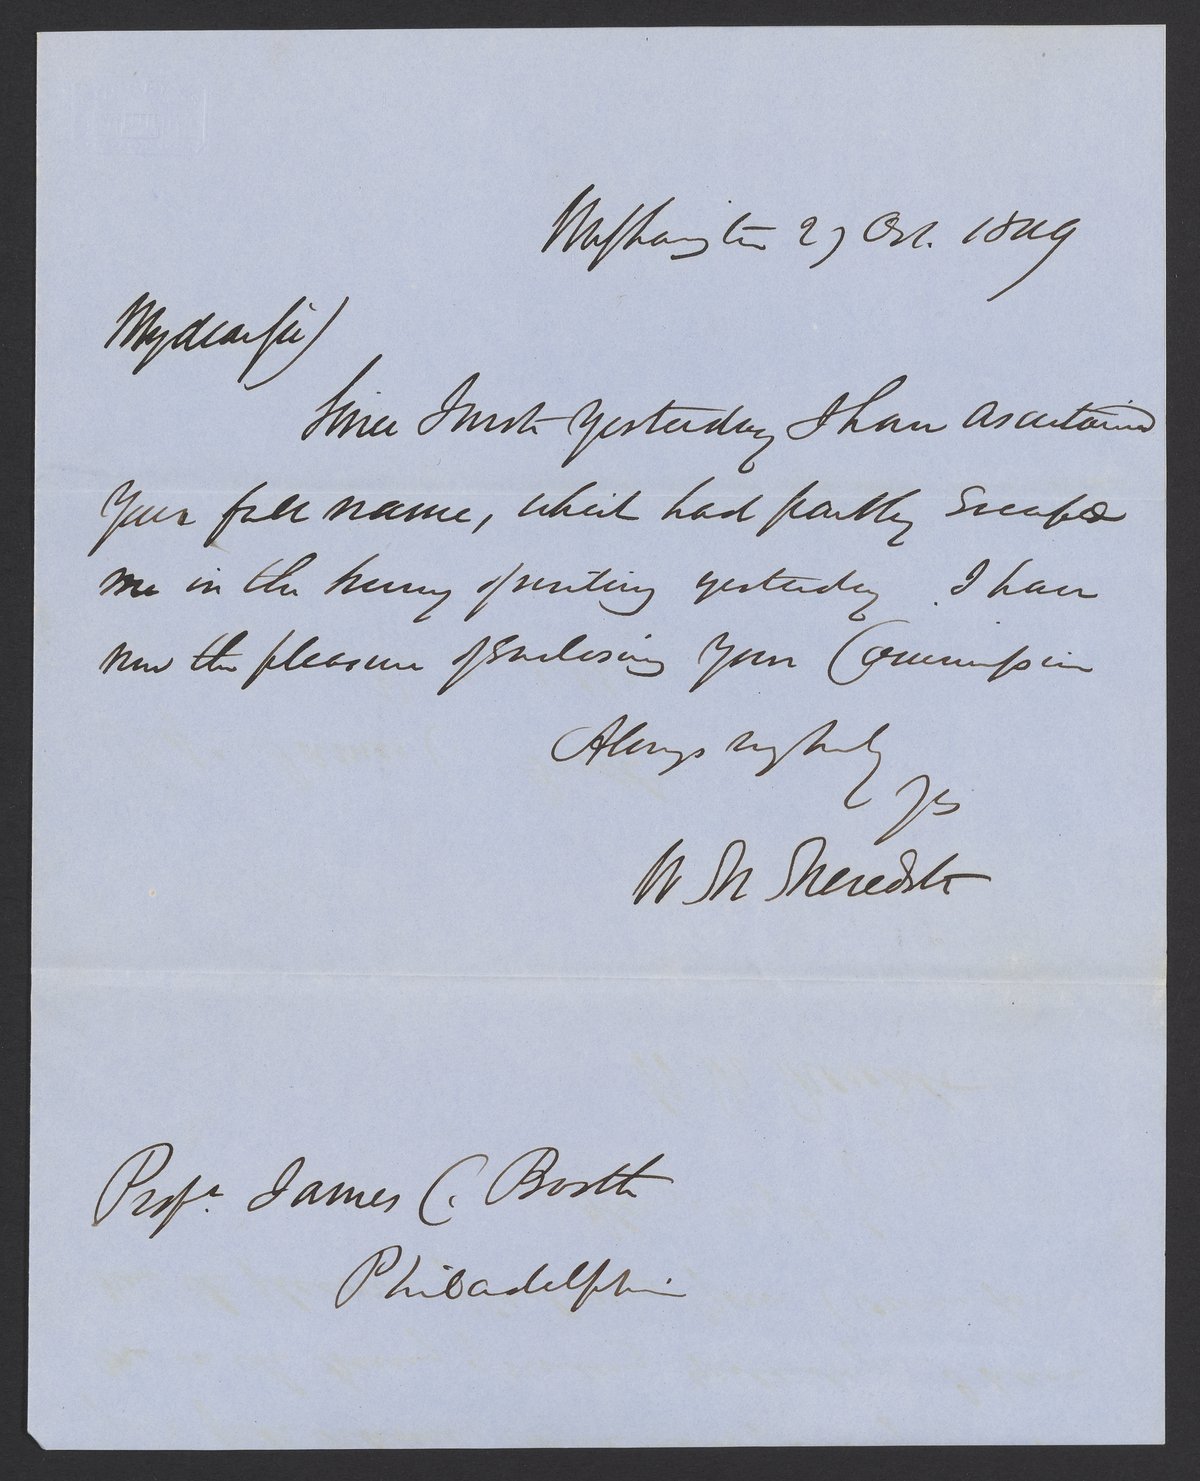 Washington 27 Oct. 1849
My dear sir)
Since I wrote yesterday I have ascertained
Your full name, which had partly escaped
me in the hurry of writing yesterday. I have
now the pleasure of Enclosing Your Commission
Always truly
Yrs
W M Meredith
Profr. James C. Booth
Philadelphia